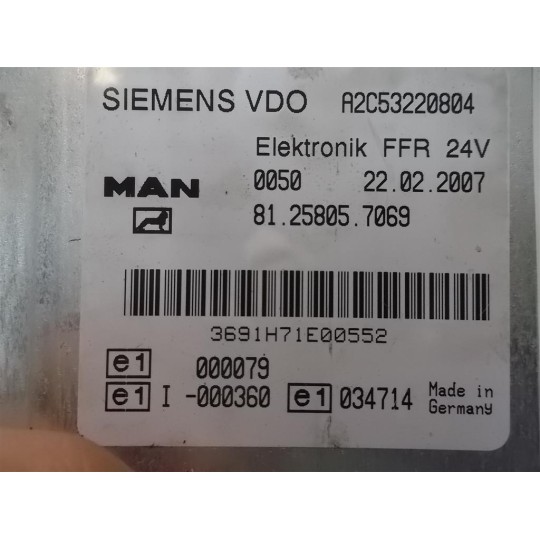 SIEMENS VDO A2C53220804
Elektronik FFR 24V
MAN 0050 22.02.2007
81.25805.7069
3691H71E00552
e1 000079
e1 I -000360 e1 034714 Made in
Germany